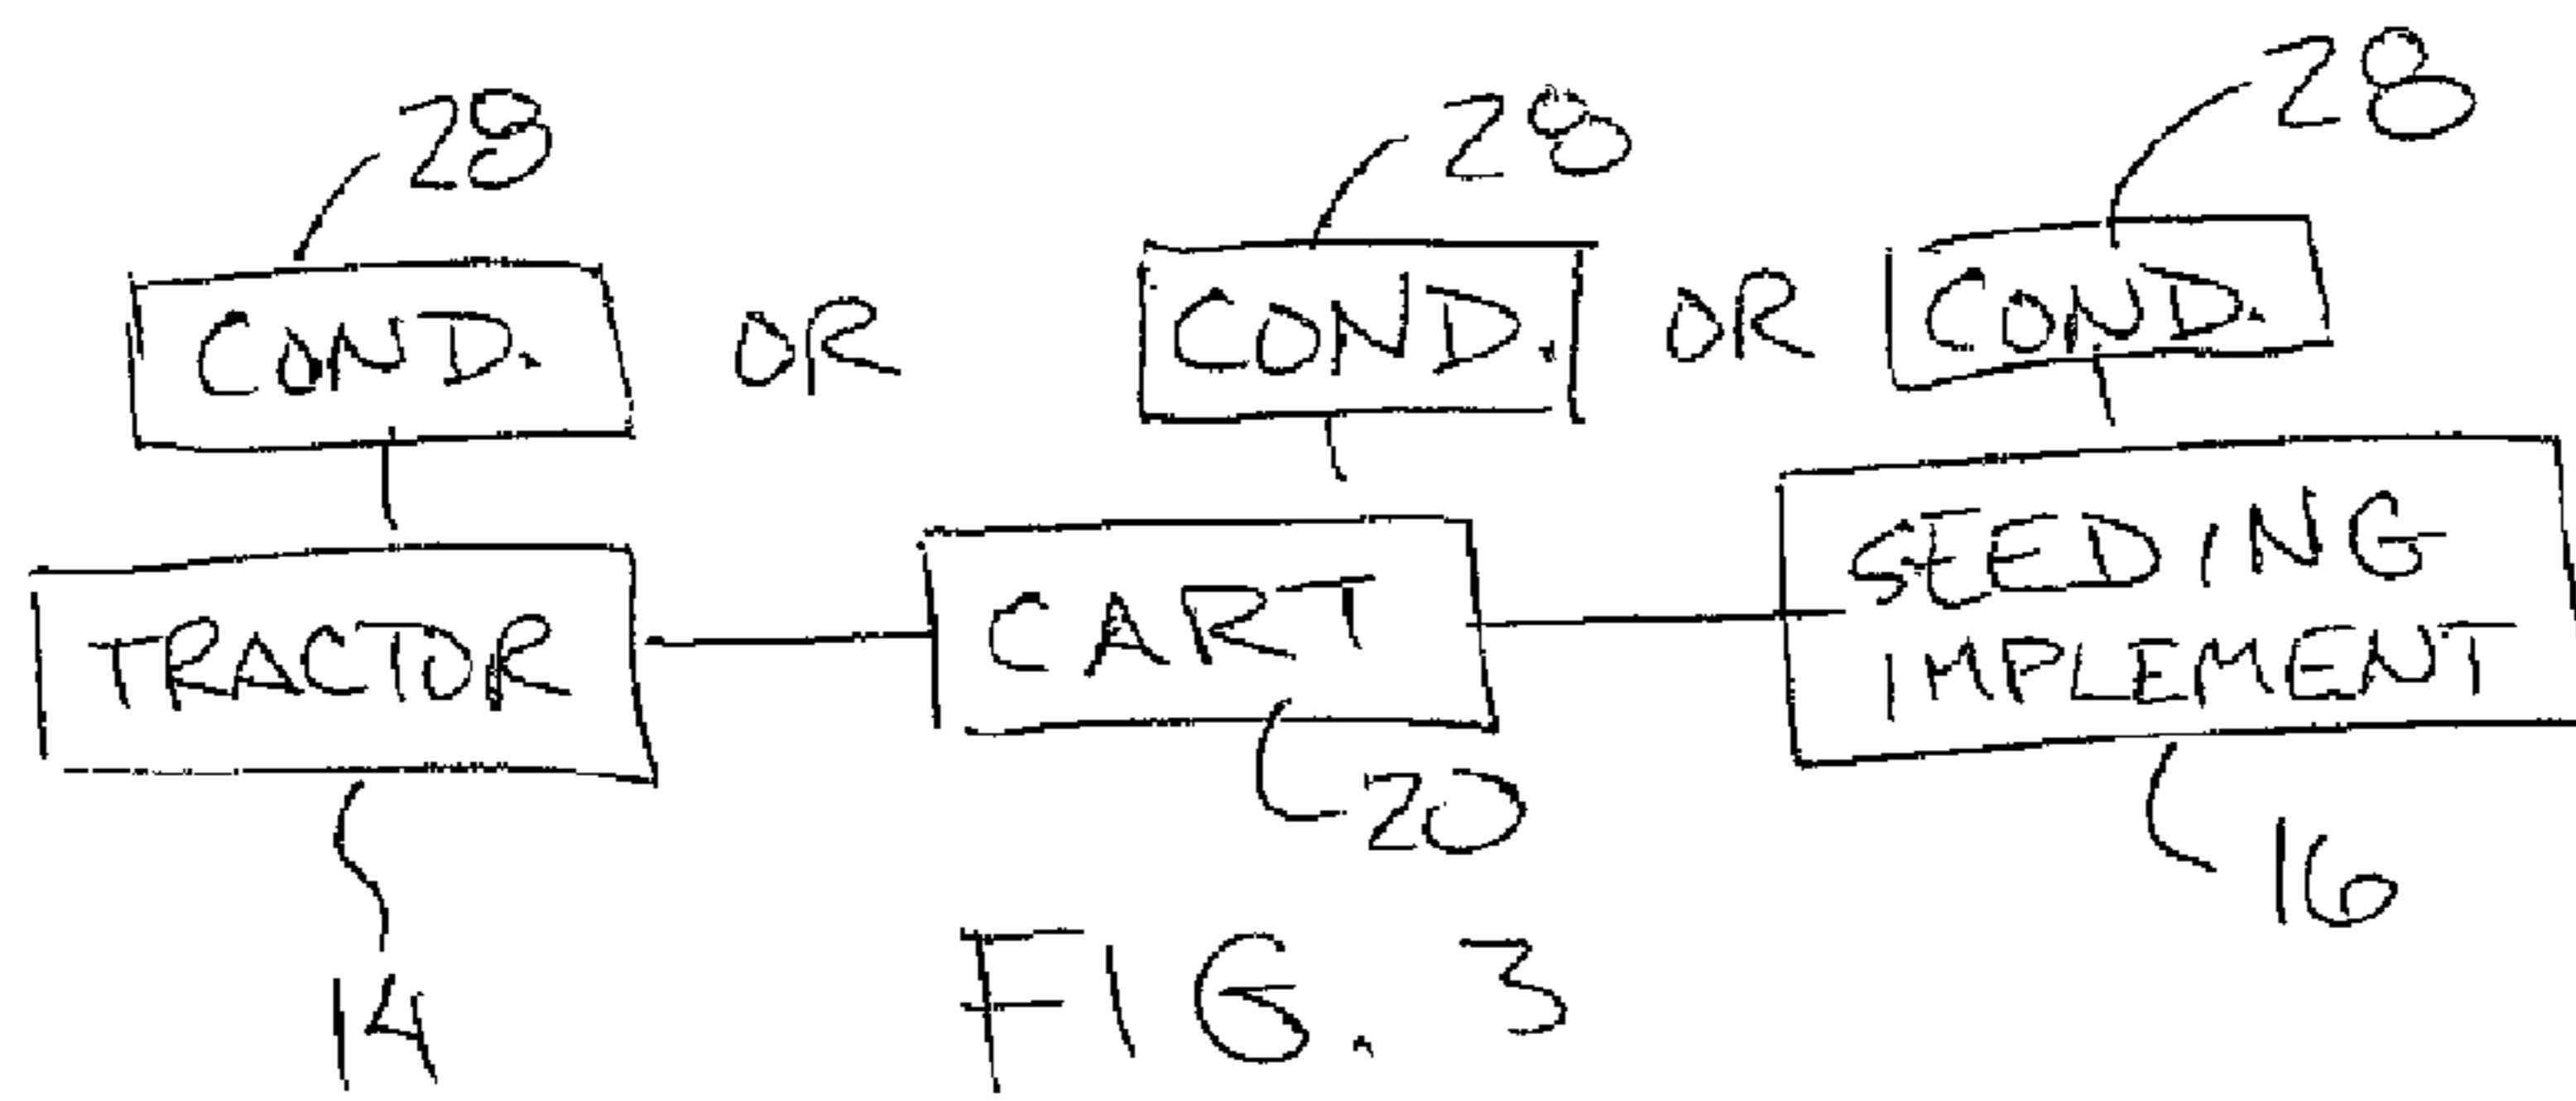 28 28 28
COND. OR COND. OR COND.
TRACTOR CART SEEDING
IMPLEMENT
20
16
14
FIG. 3